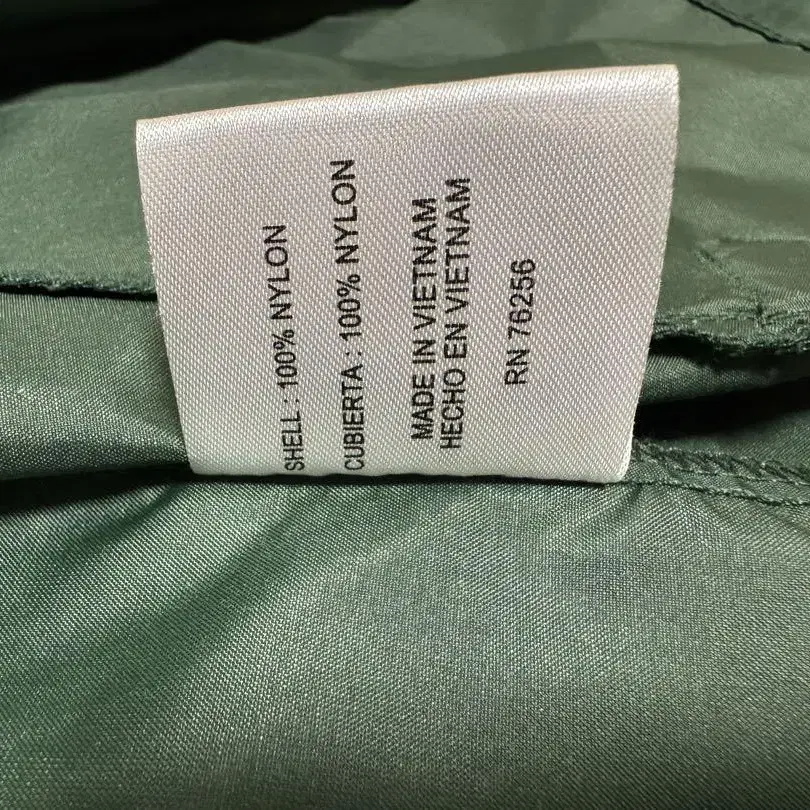 SHELL : 100% NYLON
CUBIERTA : 100% NYLON
MADE IN VIETNAM
HECHO EN VIETNAM
RN 76256